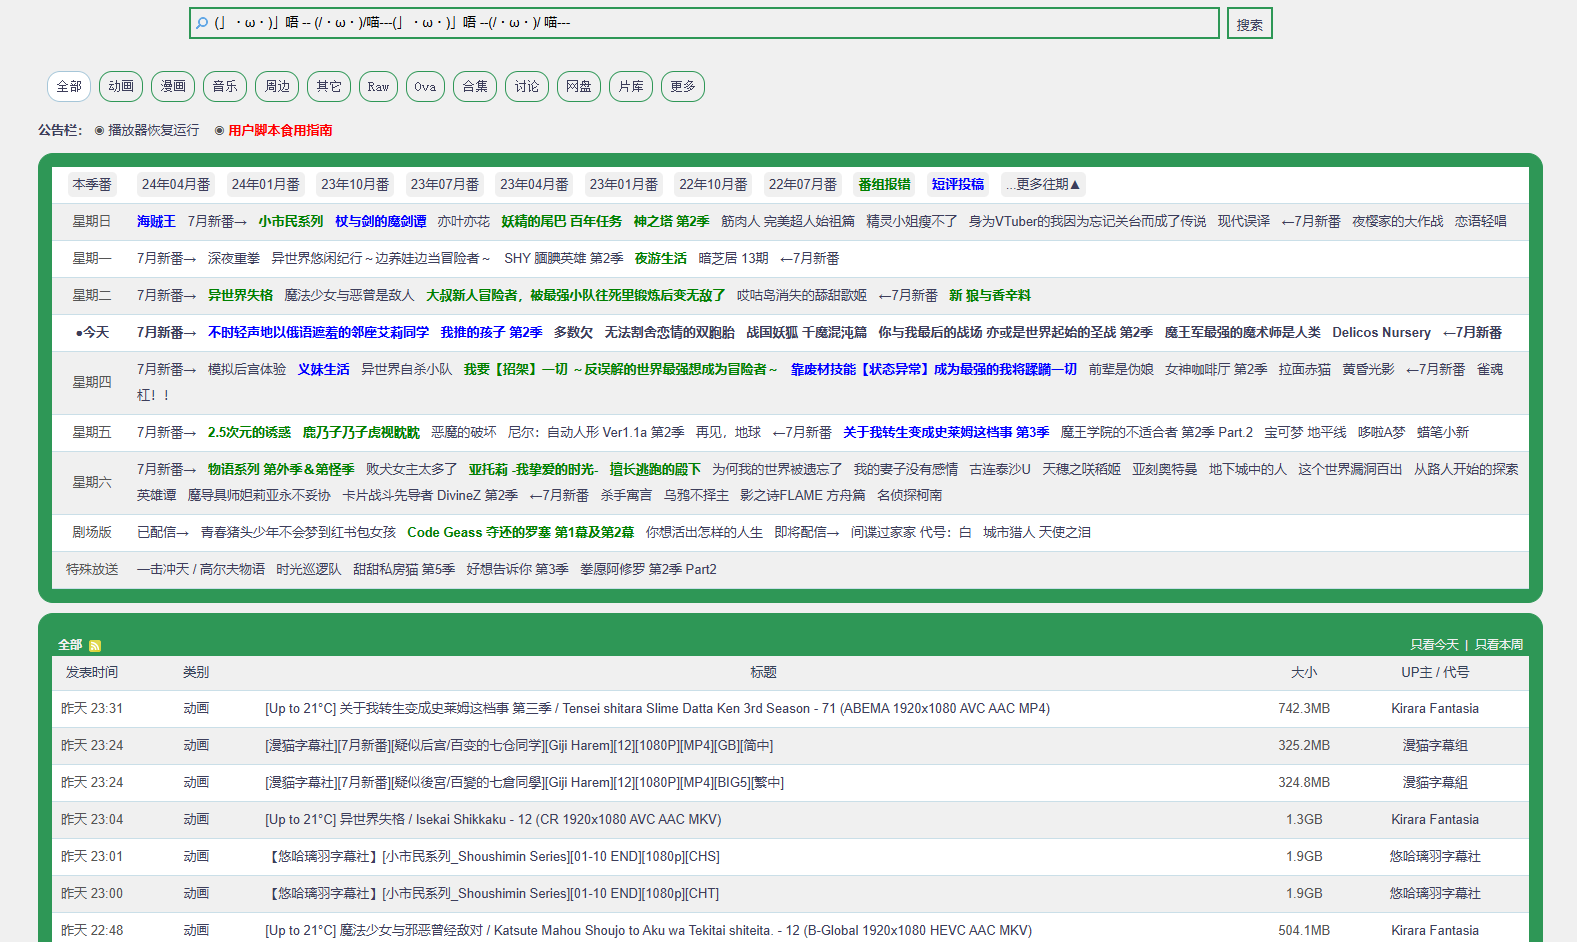 (」・ω・)」唔 -- (/・ω・)/喵---(」・ω・)」唔 --(/・ω・)/ 喵---
搜索
全部 动画 漫画 音乐 周边 其它 Raw Ova 合集 讨论 网盘 片库 更多
公告栏： ◉ 播放器恢复运行 ◉ 用户脚本食用指南
本季番 24年04月番 24年01月番 23年10月番 23年07月番 23年04月番 23年01月番 22年10月番 22年07月番 番组报错 短评投稿 ...更多往期▲
星期日 海贼王 7月新番→ 小市民系列 杖与剑的魔剑谭 亦叶亦花 妖精的尾巴 百年任务 神之塔 第2季 筋肉人 完美超人始祖篇 精灵小姐瘦不了 身为VTuber的我因为忘记关台而成了传说 现代误译 ←7月新番 夜樱家的大作战 恋语轻唱
星期一 7月新番→ 深夜重拳 异世界悠闲纪行～边养娃边当冒险者～ SHY 腼腆英雄 第2季 夜游生活 暗芝居 13期 ←7月新番
星期二 7月新番→ 异世界失格 魔法少女与恶曾是敌人 大叔新人冒险者，被最强小队往死里锻炼后变无敌了 哎咕岛消失的舔甜歌姬 ←7月新番 新 狼与香辛料
●今天 7月新番→ 不时轻声地以俄语遮羞的邻座艾莉同学 我推的孩子 第2季 多数欠 无法割舍恋情的双胞胎 战国妖狐 千魔混沌篇 你与我最后的战场 亦或是世界起始的圣战 第2季 魔王军最强的魔术师是人类 Delicos Nursery ←7月新番
星期四 7月新番→ 模拟后宫体验 义妹生活 异世界自杀小队 我要【招架】一切 ～反误解的世界最强想成为冒险者～ 靠废材技能【状态异常】成为最强的我将蹂躏一切 前辈是伪娘 女神咖啡厅 第2季 拉面赤猫 黄昏光影 ←7月新番 雀魂
杠！！
星期五 7月新番→ 2.5次元的诱惑 鹿乃子乃子虎视眈眈 恶魔的破坏 尼尔：自动人形 Ver1.1a 第2季 再见，地球 ←7月新番 关于我转生变成史莱姆这档事 第3季 魔王学院的不适合者 第2季 Part.2 宝可梦 地平线 哆啦A梦 蜡笔小新
星期六 7月新番→ 物语系列 第外季＆第怪季 败犬女主太多了 亚托莉 -我挚爱的时光- 擅长逃跑的殿下 为何我的世界被遗忘了 我的妻子没有感情 古连泰沙U 天穗之咲稻姬 亚刻奥特曼 地下城中的人 这个世界漏洞百出 从路人开始的探索
英雄谭 魔导具师妲莉亚永不妥协 卡片战斗先导者 DivineZ 第2季 ←7月新番 杀手寓言 乌鸦不择主 影之诗FLAME 方舟篇 名侦探柯南
剧场版 已配信→ 青春猪头少年不会梦到红书包女孩 Code Geass 夺还的罗塞 第1幕及第2幕 你想活出怎样的人生 即将配信→ 间谍过家家 代号：白 城市猎人 天使之泪
特殊放送 一击冲天 / 高尔夫物语 时光巡逻队 甜甜私房猫 第5季 好想告诉你 第3季 拳愿阿修罗 第2季 Part2
全部 只看今天 | 只看本周
发表时间 类别 标题 大小 UP主 / 代号
昨天 23:31 动画 [Up to 21°C] 关于我转生变成史莱姆这档事 第三季 / Tensei shitara Slime Datta Ken 3rd Season - 71 (ABEMA 1920x1080 AVC AAC MP4) 742.3MB Kirara Fantasia
昨天 23:24 动画 [漫猫字幕社][7月新番][疑似后宫/百变的七仓同学][Giji Harem][12][1080P][MP4][GB][简中] 325.2MB 漫猫字幕组
昨天 23:24 动画 [漫貓字幕社][7月新番][疑似後宮/百變的七倉同學][Giji Harem][12][1080P][MP4][BIG5][繁中] 324.8MB 漫貓字幕組
昨天 23:04 动画 [Up to 21°C] 异世界失格 / Isekai Shikkaku - 12 (CR 1920x1080 AVC AAC MKV) 1.3GB Kirara Fantasia
昨天 23:01 动画 【悠哈璃羽字幕社】[小市民系列_Shoushimin Series][01-10 END][1080p][CHS] 1.9GB 悠哈璃羽字幕社
昨天 23:00 动画 【悠哈璃羽字幕社】[小市民系列_Shoushimin Series][01-10 END][1080p][CHT] 1.9GB 悠哈璃羽字幕社
昨天 22:48 动画 [Up to 21°C] 魔法少女与邪恶曾经敌对 / Katsute Mahou Shoujo to Aku wa Tekitai shiteita. - 12 (B-Global 1920x1080 HEVC AAC MKV) 504.1MB Kirara Fantasia